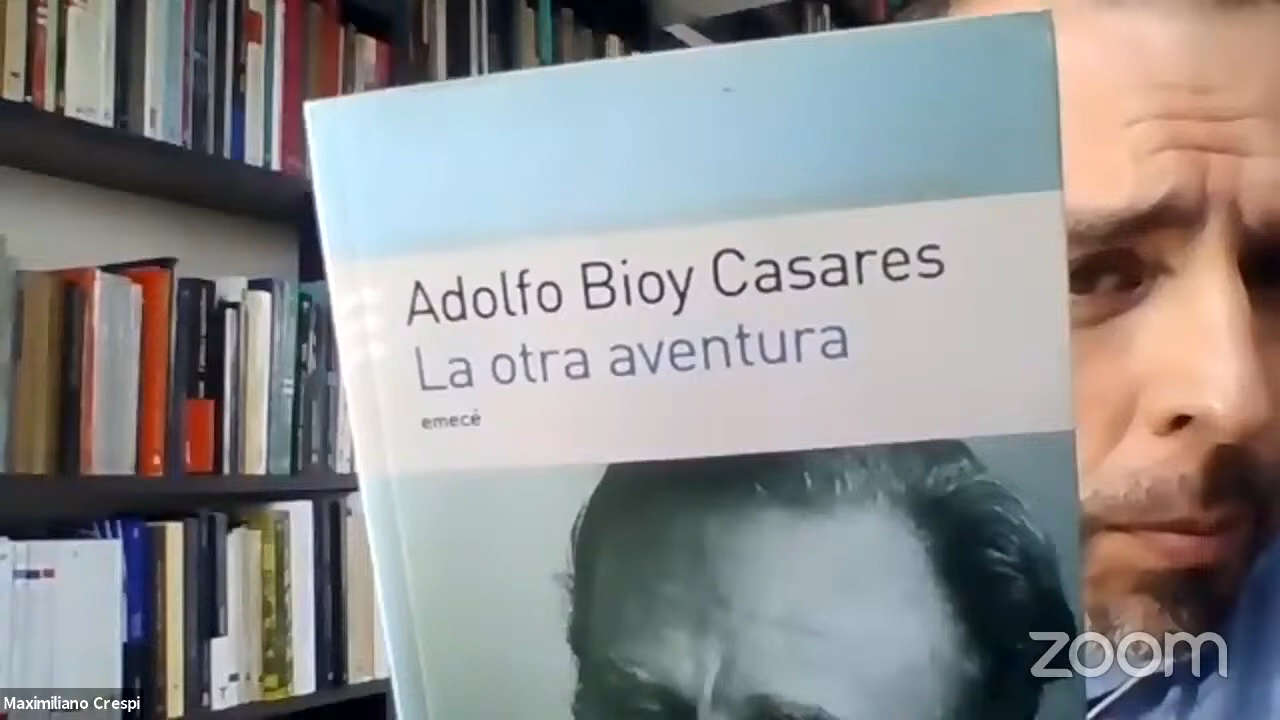 Adolfo Bioy Casares
La otra aventura
emecé
zoom
Maximiliano Crespi